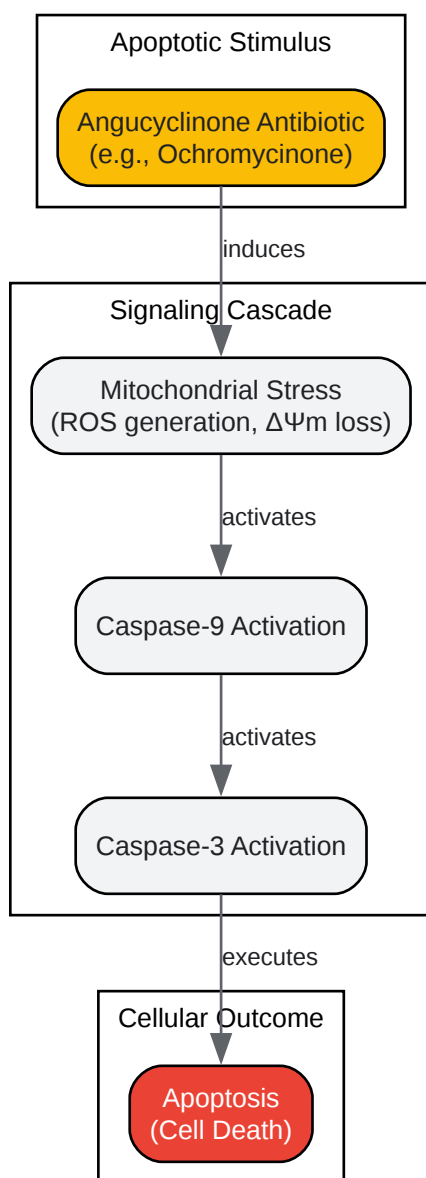 Apoptotic Stimulus
Angucyclinone Antibiotic
(e.g., Ochromycinone)
induces
Signaling Cascade
Mitochondrial Stress
(ROS generation, ΔΨm loss)
activates
Caspase-9 Activation
activates
Caspase-3 Activation
executes
Cellular Outcome
Apoptosis
(Cell Death)